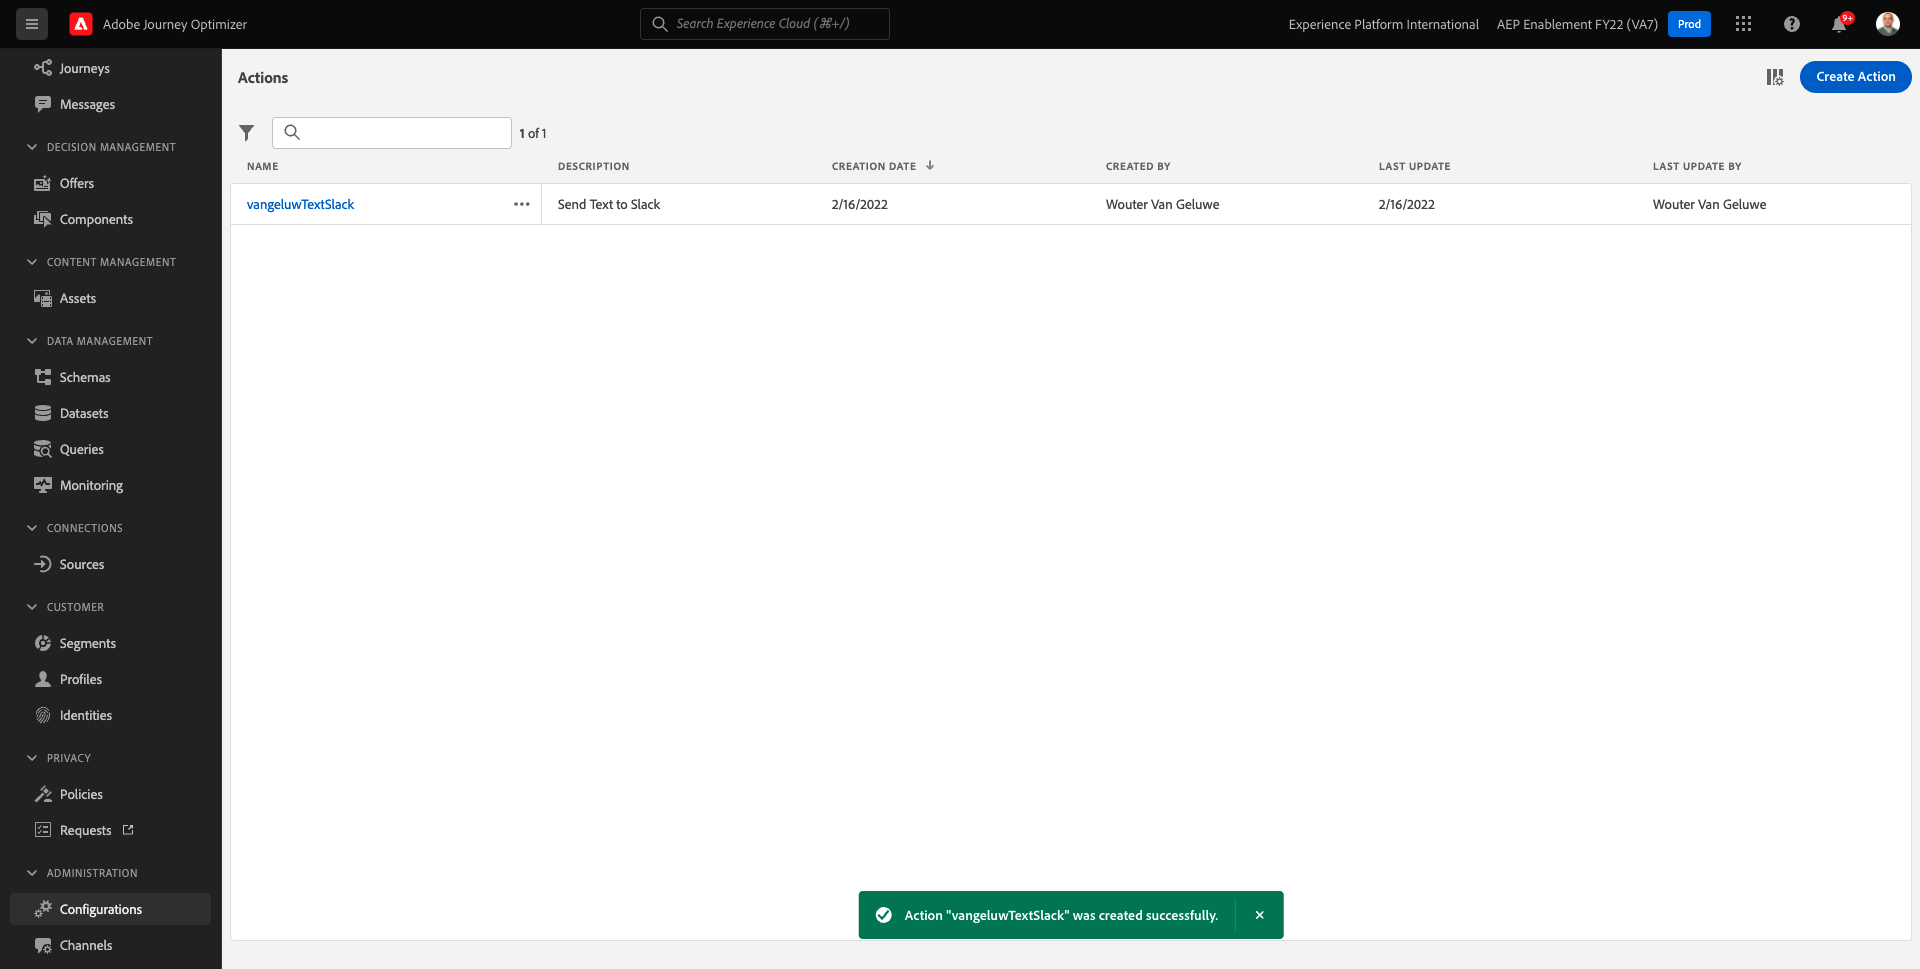 Adobe Journey Optimizer
Search Experience Cloud (⌘+/)
Experience Platform International
AEP Enablement FY22 (VA7)
Prod
9+
Journeys
Messages
DECISION MANAGEMENT
Offers
Components
CONTENT MANAGEMENT
Assets
DATA MANAGEMENT
Schemas
Datasets
Queries
Monitoring
CONNECTIONS
Sources
CUSTOMER
Segments
Profiles
Identities
PRIVACY
Policies
Requests
ADMINISTRATION
Configurations
Channels
Actions
Create Action
1 of 1
NAME DESCRIPTION CREATION DATE CREATED BY LAST UPDATE LAST UPDATE BY
vangeluwTextSlack Send Text to Slack 2/16/2022 Wouter Van Geluwe 2/16/2022 Wouter Van Geluwe
Action "vangeluwTextSlack" was created successfully.